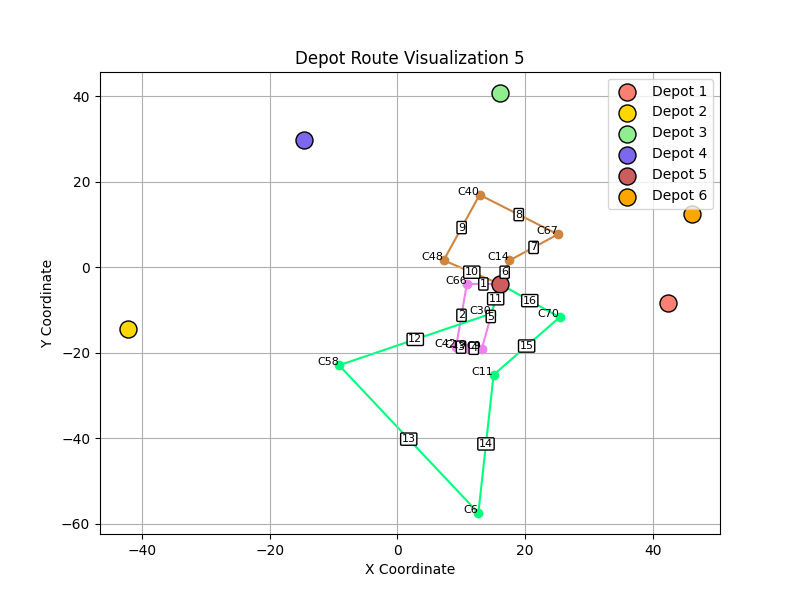 Depot Route Visualization 5
Depot 1
Depot 2
Depot 3
Depot 4
Depot 5
Depot 6
Y Coordinate
40
20
0
−20
−40
−60
−40
−20
0
20
40
X Coordinate
C40
9
8
C67
7
C48
C14
10
6
C66
1
11
16
2
5
C70
12
C42
15
C58
C11
13
14
C6